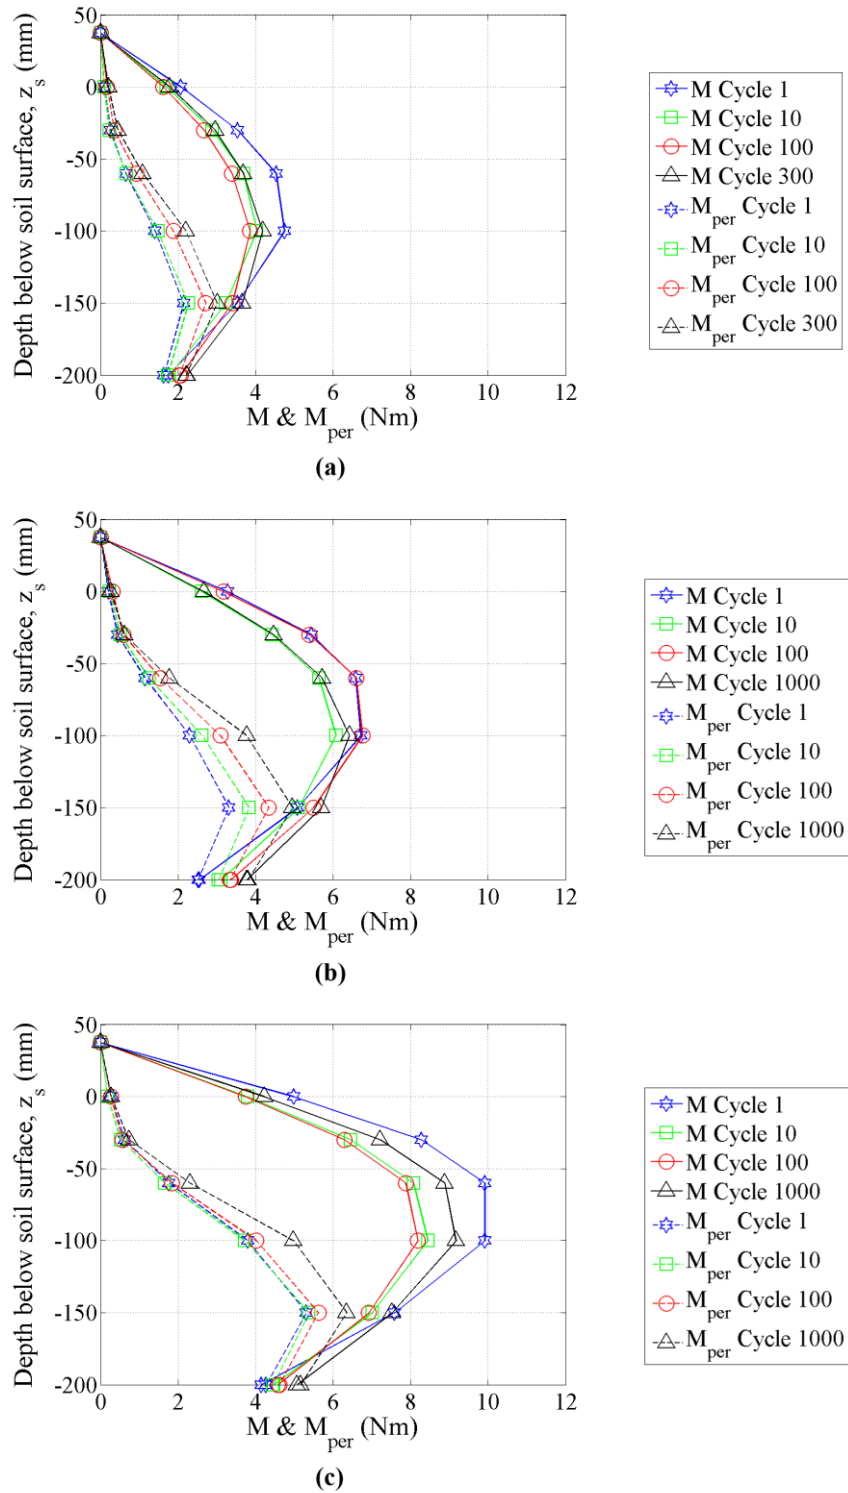 50
0
-50
-100
-150
-200
0 2 4 6 8 10 12
Depth below soil surface, z_s (mm)
M & M_per (Nm)
M Cycle 1
M Cycle 10
M Cycle 100
M Cycle 300
M_per Cycle 1
M_per Cycle 10
M_per Cycle 100
M_per Cycle 300
(a)
50
0
-50
-100
-150
-200
0 2 4 6 8 10 12
Depth below soil surface, z_s (mm)
M & M_per (Nm)
M Cycle 1
M Cycle 10
M Cycle 100
M Cycle 1000
M_per Cycle 1
M_per Cycle 10
M_per Cycle 100
M_per Cycle 1000
(b)
50
0
-50
-100
-150
-200
0 2 4 6 8 10 12
Depth below soil surface, z_s (mm)
M & M_per (Nm)
M Cycle 1
M Cycle 10
M Cycle 100
M Cycle 1000
M_per Cycle 1
M_per Cycle 10
M_per Cycle 100
M_per Cycle 1000
(c)